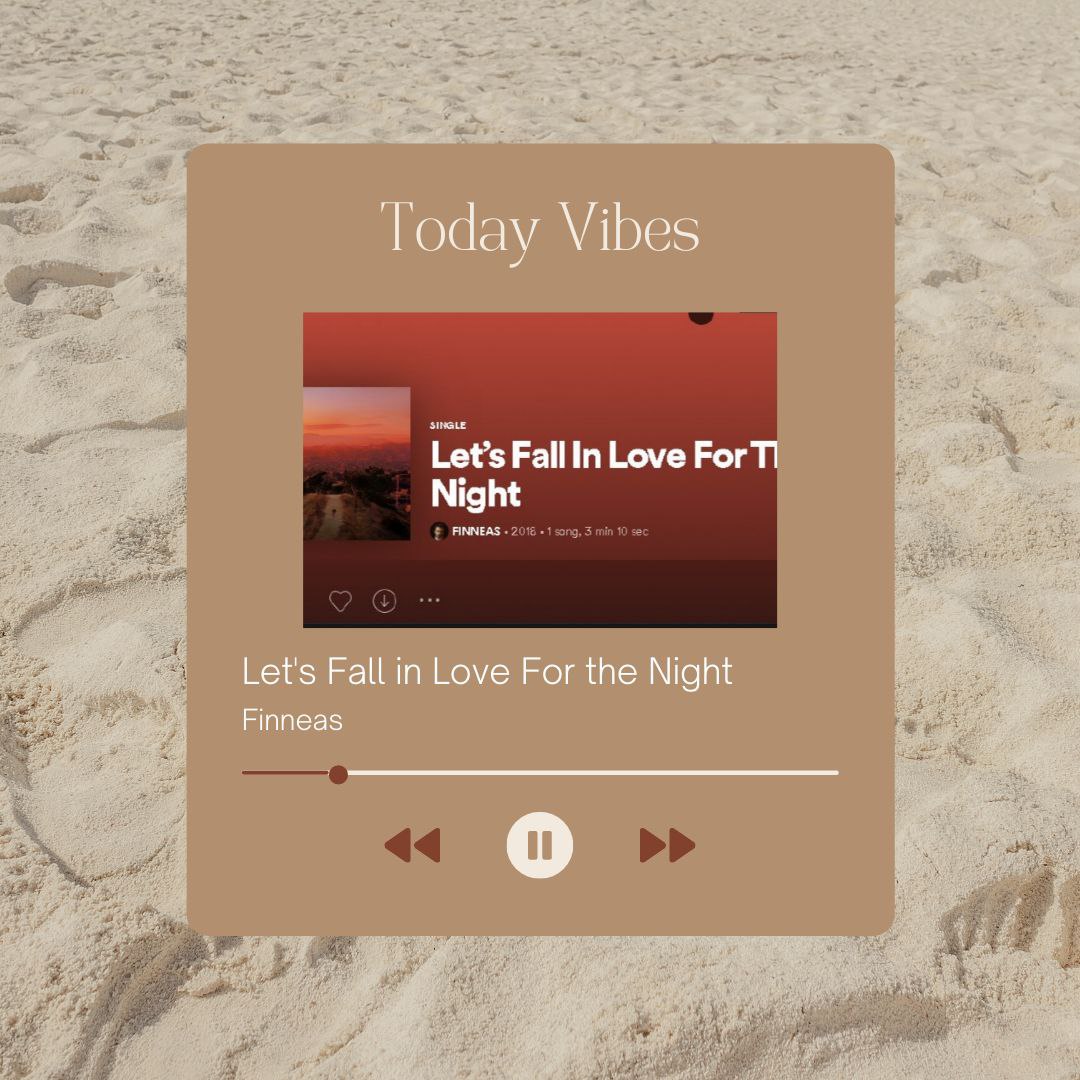 Today Vibes
SINGLE
Let's Fall In Love For
Night
FINNEAS • 2018 • 1 song, 3 min 10 sec
Let's Fall in Love For the Night
Finneas